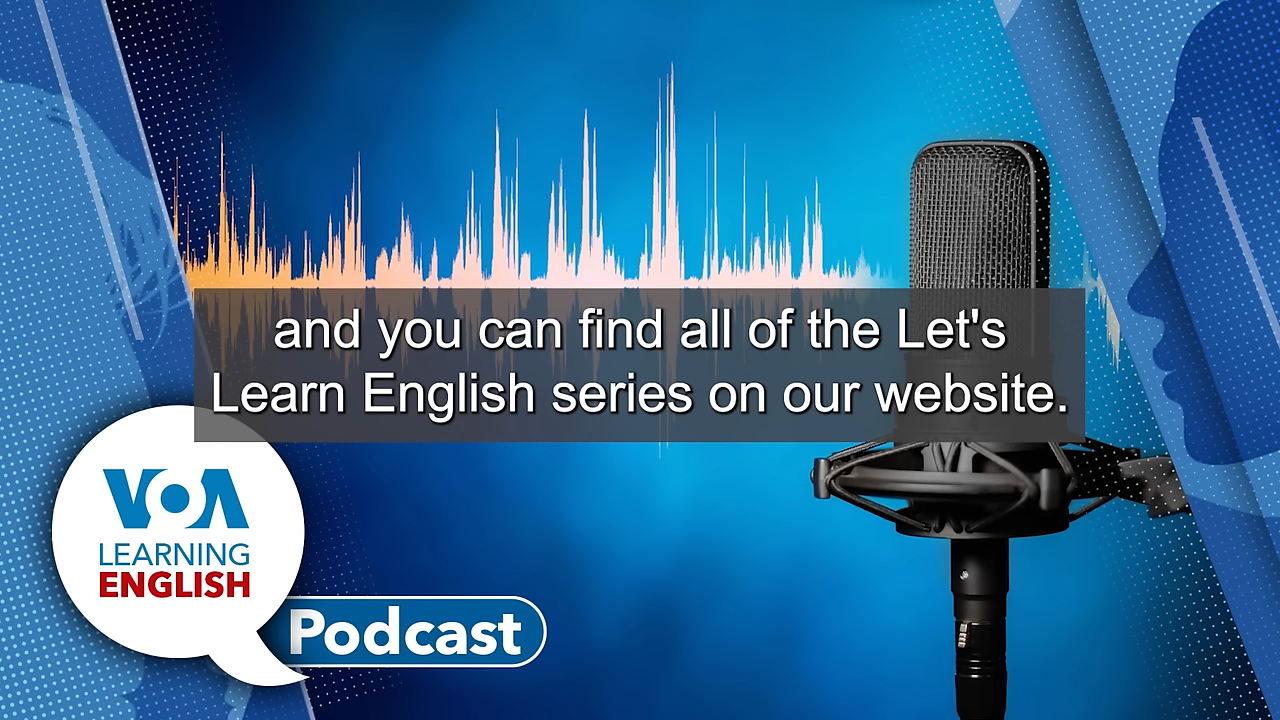 and you can find all of the Let's
Learn English series on our website.
VOA
LEARNING
ENGLISH
Podcast